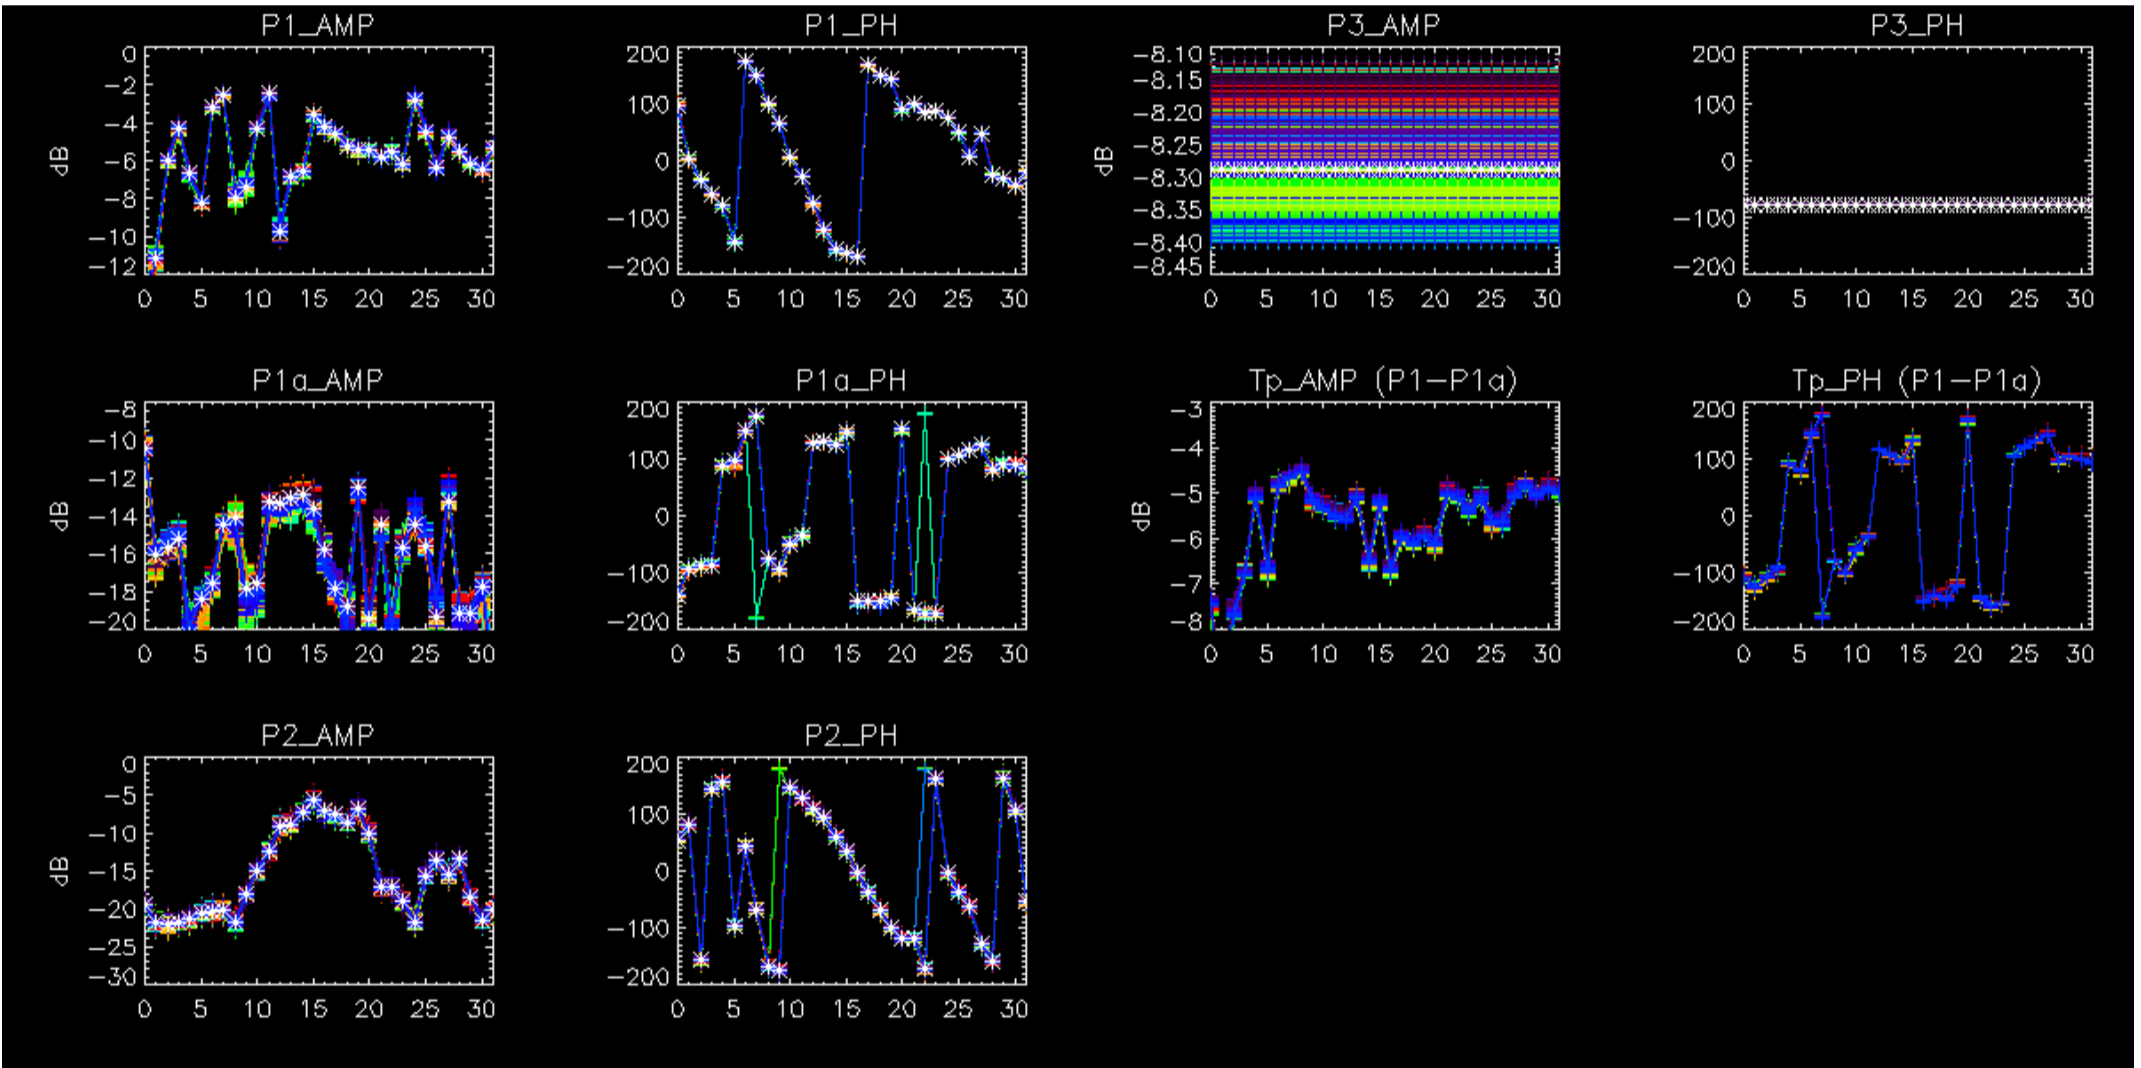 P1_AMP
P1_PH
P3_AMP
P3_PH
0
-2
-4
-6
-8
-10
-12
dB
0 5 10 15 20 25 30
200
100
0
-100
-200
0 5 10 15 20 25 30
-8.10
-8.15
-8.20
-8.25
-8.30
-8.35
-8.40
-8.45
dB
0 5 10 15 20 25 30
200
100
0
-100
-200
0 5 10 15 20 25 30
P1a_AMP
P1a_PH
Tp_AMP (P1-P1a)
Tp_PH (P1-P1a)
-8
-10
-12
-14
-16
-18
-20
dB
0 5 10 15 20 25 30
200
100
0
-100
-200
0 5 10 15 20 25 30
-3
-4
-5
-6
-7
-8
dB
0 5 10 15 20 25 30
200
100
0
-100
-200
0 5 10 15 20 25 30
P2_AMP
P2_PH
0
-5
-10
-15
-20
-25
-30
dB
0 5 10 15 20 25 30
200
100
0
-100
-200
0 5 10 15 20 25 30